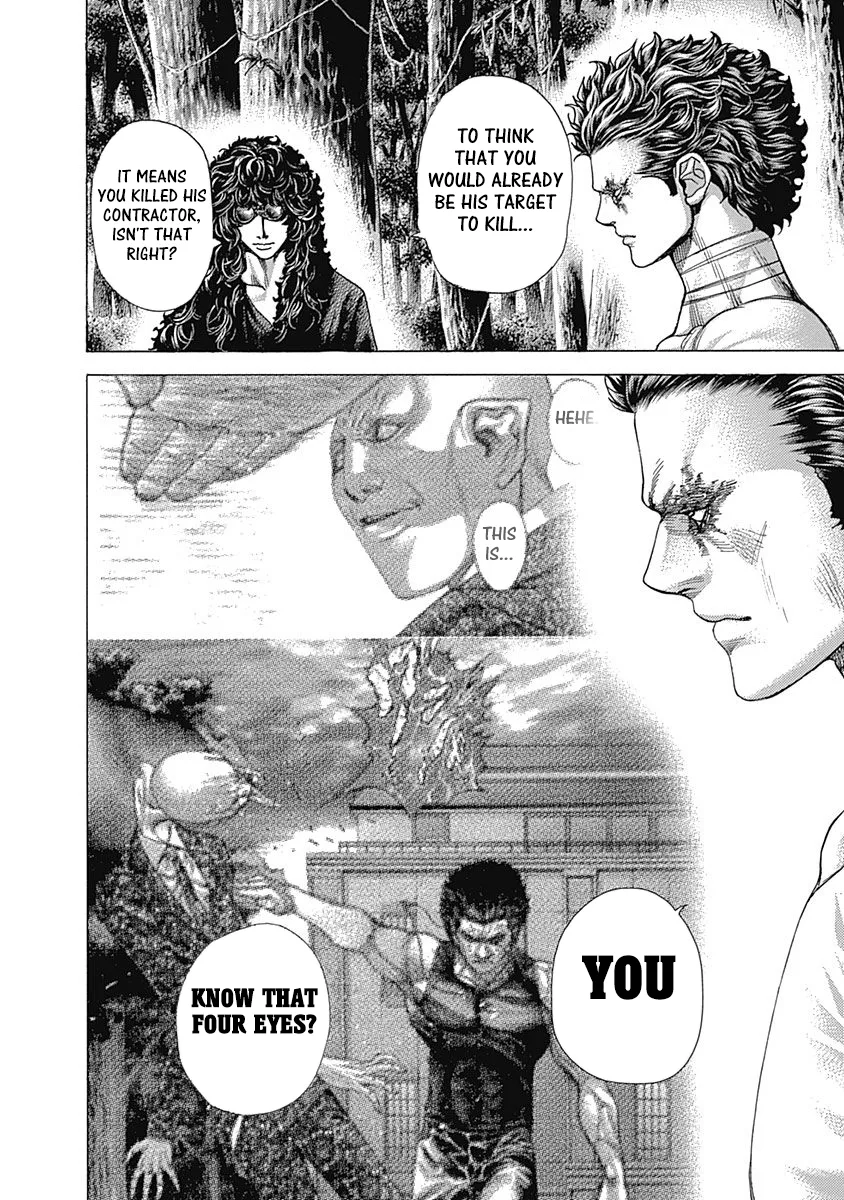 TO THINK
THAT YOU
WOULD ALREADY
BE HIS TARGET
TO KILL...
IT MEANS
YOU KILLED HIS
CONTRACTOR,
ISN'T THAT
RIGHT?
HEHE.
THIS
IS...
YOU
KNOW THAT
FOUR EYES?